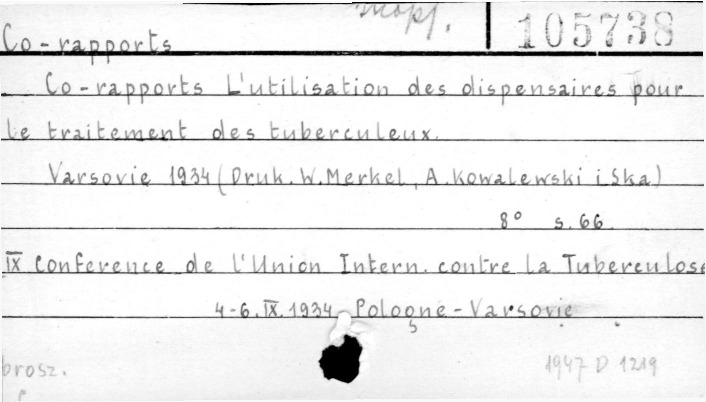 105738
Co-rapports
Co-rapports L'utilisation des dispensaires pour
le traitement des tuberculeux.
Varsovie 1934 (Druk. W. Merkel, A. Kowalewski i Ska)
8° s. 66.
IX Conference de l'Union Intern. contre la Tuberculose
4-6. IX. 1934 Pologne - Varsovie
brosz.
1947 D 1219